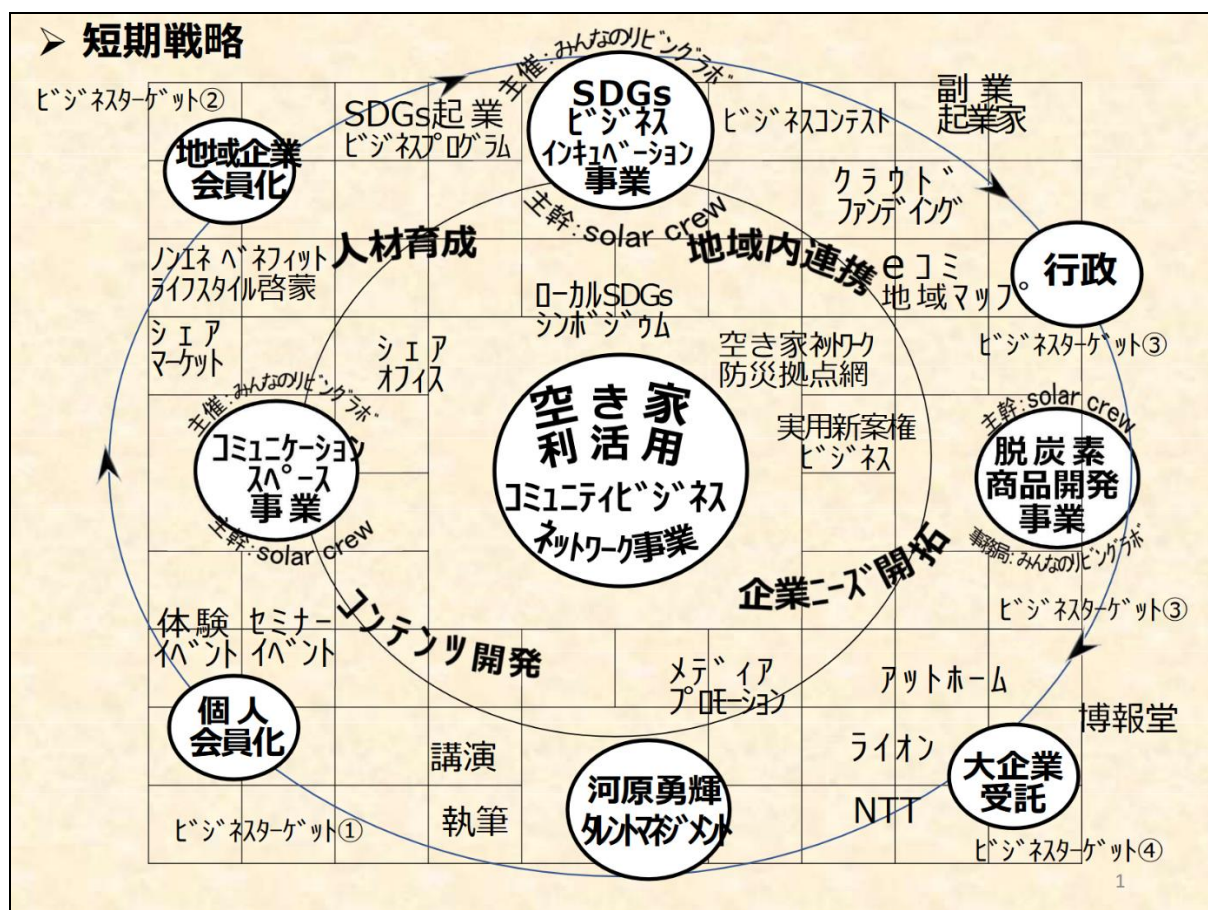 ➢ 短期戦略
ビジネスターゲット②
地域企業
会員化
SDGs起業
ビジネスプログラム
主催:みんなのリビングラボ
SDGs
ビジネス
インキュベーション
事業
主幹:solar crew
ビジネスコンテスト
副業
起業家
クラウド
ファンデイング
行政
eコミ
地域マップ
ビジネスターゲット③
人材育成
地域内連携
ノンエネベネフィット
ライフスタイル啓蒙
ローカルSDGs
シンボジウム
シェア
マーケット
シェア
オフィス
空き家ネットワーク
防災拠点網
実用新案権
ビジネス
主催:みんなのリビングラボ
コミュニケーション
スペース
事業
主幹:solar crew
空き家
利活用
コミュニティビジネス
ネットワーク事業
主幹:solar crew
脱炭素
商品開発
事業
事務局:みんなのリビングラボ
ビジネスターゲット③
企業ニーズ開拓
コンテンツ開発
体験
イベント
セミナー
イベント
個人
会員化
ビジネスターゲット①
講演
執筆
メディア
プロモーション
河原勇輝
タレントマネジメント
アットホーム
ライオン
NTT
博報堂
大企業
受託
ビジネスターゲット④
1